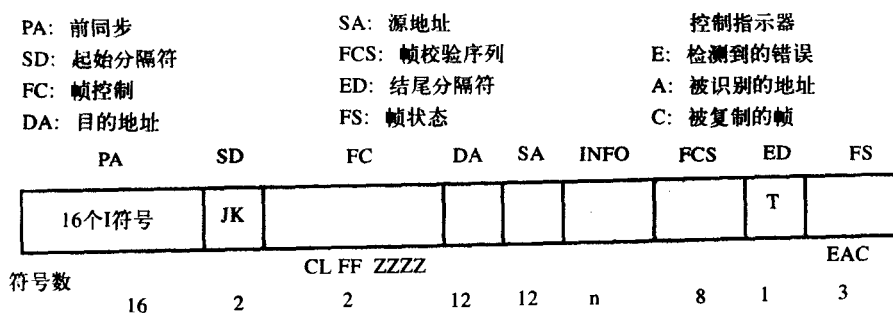 PA: 前同步 SA: 源地址 控制指示器
SD: 起始分隔符 FCS: 帧校验序列 E: 检测到的错误
FC: 帧控制 ED: 结尾分隔符 A: 被识别的地址
DA: 目的地址 FS: 帧状态 C: 被复制的帧
PA SD FC DA SA INFO FCS ED FS
16个I符号 JK T
CL FF ZZZZ EAC
符号数
16 2 2 12 12 n 8 1 3